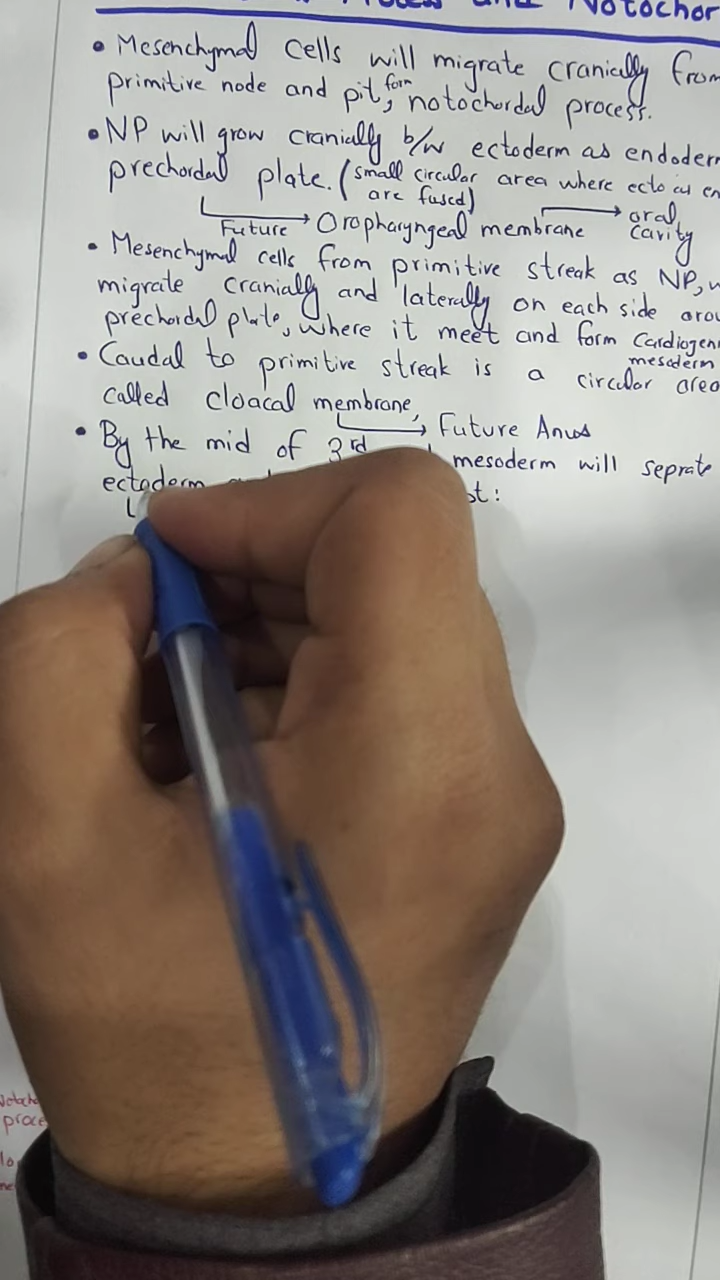 Notochor
• Mesenchymal cells will migrate cranially from
primitive node and pit, form notochordal process.
• NP will grow cranially b/w ectoderm as endoderm
prechordal plate. (small circular area where ecto en
are fused)
Future → Oropharyngeal membrane → oral cavity
• Mesenchymal cells from primitive streak as NP,
migrate cranially and laterally on each side arou
prechordal plate, where it meet and form Cardiogen
mesoderm
• Caudal to primitive streak is a circular area
called cloacal membrane,
→ Future Anus
• By the mid of 3rd mesoderm will seprate
ectoderm
proce